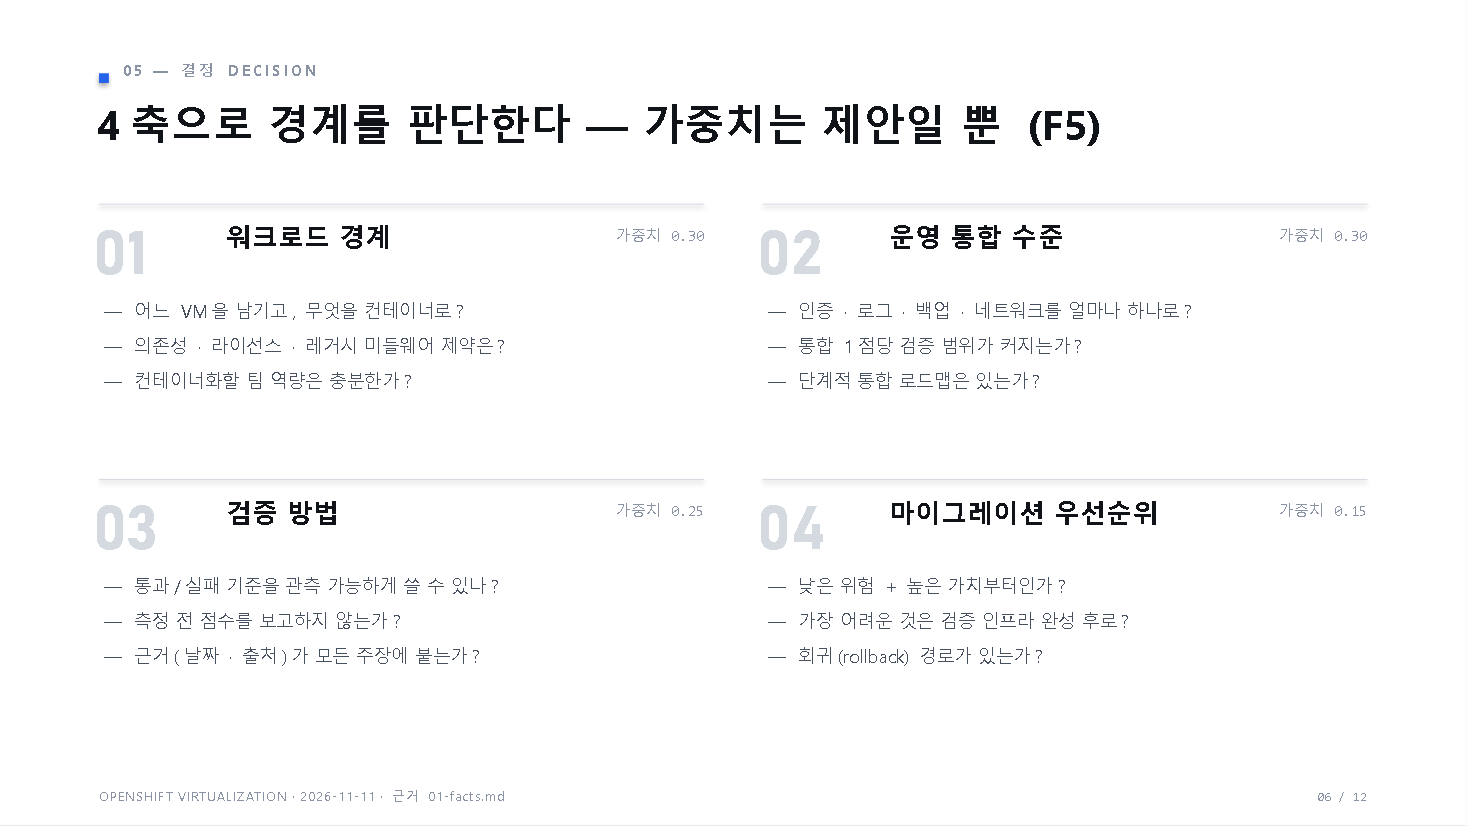 05 — 결정 DECISION
4축으로 경계를 판단한다 — 가중치는 제안일 뿐 (F5)
01 워크로드 경계 가중치 0.30
— 어느 VM을 남기고, 무엇을 컨테이너로?
— 의존성 · 라이선스 · 레거시 미들웨어 제약은?
— 컨테이너화할 팀 역량은 충분한가?
02 운영 통합 수준 가중치 0.30
— 인증 · 로그 · 백업 · 네트워크를 얼마나 하나로?
— 통합 1점당 검증 범위가 커지는가?
— 단계적 통합 로드맵은 있는가?
03 검증 방법 가중치 0.25
— 통과/실패 기준을 관측 가능하게 쓸 수 있나?
— 측정 전 점수를 보고하지 않는가?
— 근거(날짜 · 출처)가 모든 주장에 붙는가?
04 마이그레이션 우선순위 가중치 0.15
— 낮은 위험 + 높은 가치부터인가?
— 가장 어려운 것은 검증 인프라 완성 후로?
— 회귀(rollback) 경로가 있는가?
OPENSHIFT VIRTUALIZATION · 2026-11-11 · 근거 01-facts.md
06 / 12